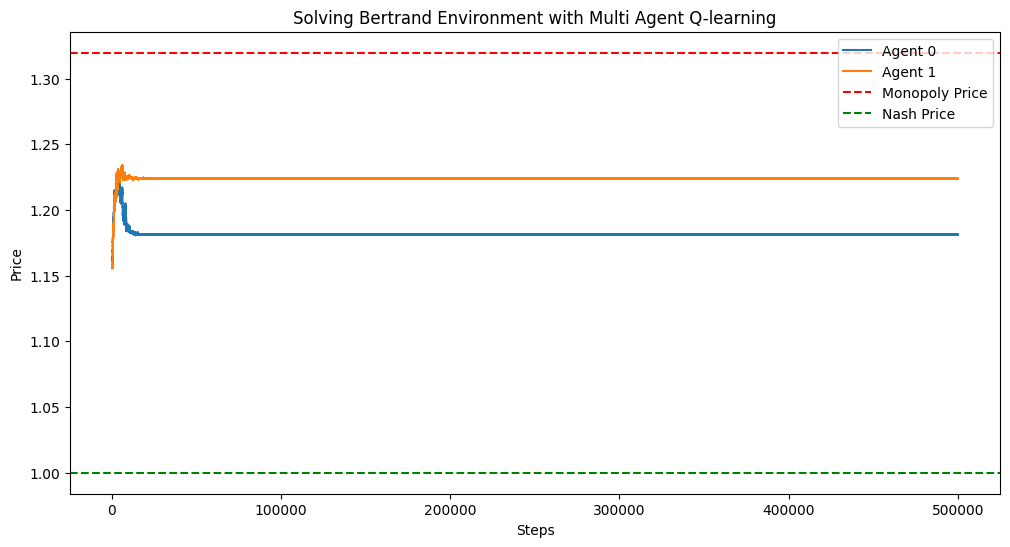 Solving Bertrand Environment with Multi Agent Q-learning
Agent 0
Agent 1
Monopoly Price
Nash Price
Price
1.30
1.25
1.20
1.15
1.10
1.05
1.00
0
100000
200000
300000
400000
500000
Steps